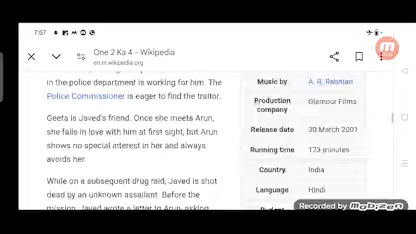 7:57
One 2 Ka 4 - Wikipedia
en.m.wikipedia.org
in the police department is working for him. The
Police Commissioner is eager to find the traitor.
Geeta is Javed's friend. Once she meets Arun,
she falls in love with him at first sight, but Arun
shows no special interest in her and always
avoids her.
While on a subsequent drug raid, Javed is shot
dead by an unknown assailant. Before the
mission, Javed wrote a letter to Arun, asking
Music by A. R. Rahman
Production Glamour Films
company
Release date 30 March 2001
Running time 173 minutes
Country India
Language Hindi
Recorded by MOBIZEN